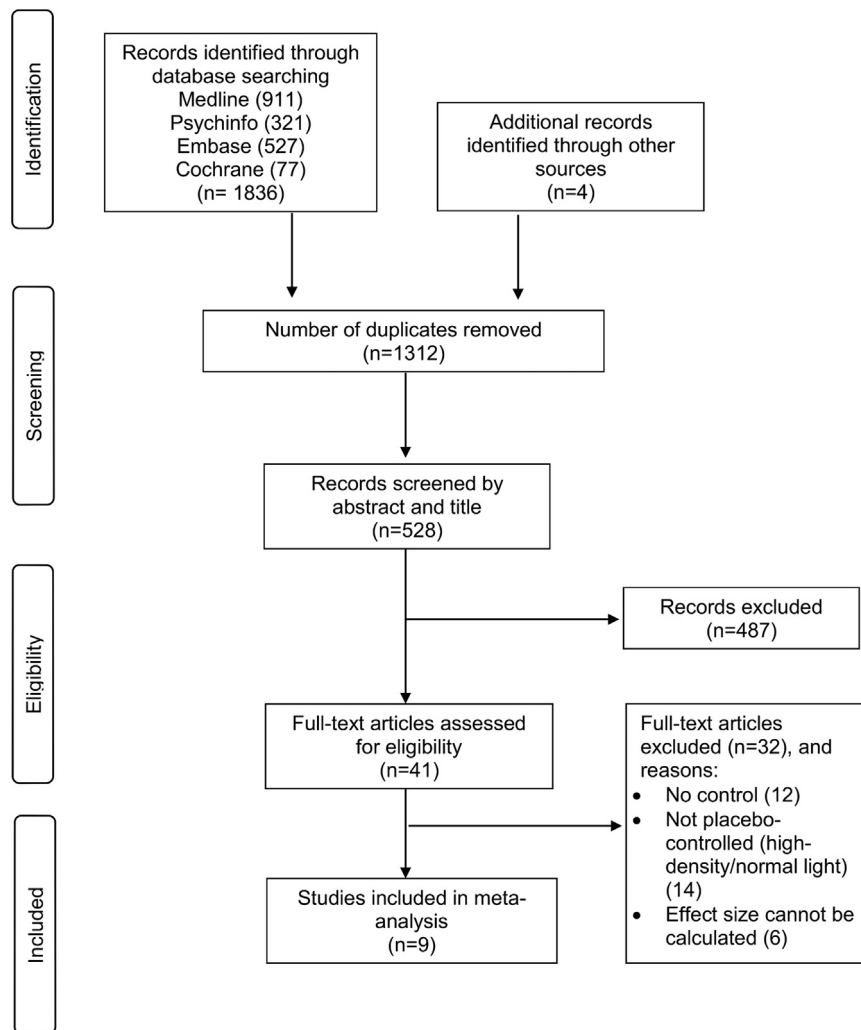 Identification
Records identified through
database searching
Medline (911)
Psychinfo (321)
Embase (527)
Cochrane (77)
(n= 1836)
Additional records
identified through other
sources
(n=4)
Screening
Number of duplicates removed
(n=1312)
Records screened by
abstract and title
(n=528)
Eligibility
Records excluded
(n=487)
Full-text articles assessed
for eligibility
(n=41)
Full-text articles
excluded (n=32), and
reasons:
• No control (12)
• Not placebo-
controlled (high-
density/normal light)
(14)
• Effect size cannot be
calculated (6)
Included
Studies included in meta-
analysis
(n=9)